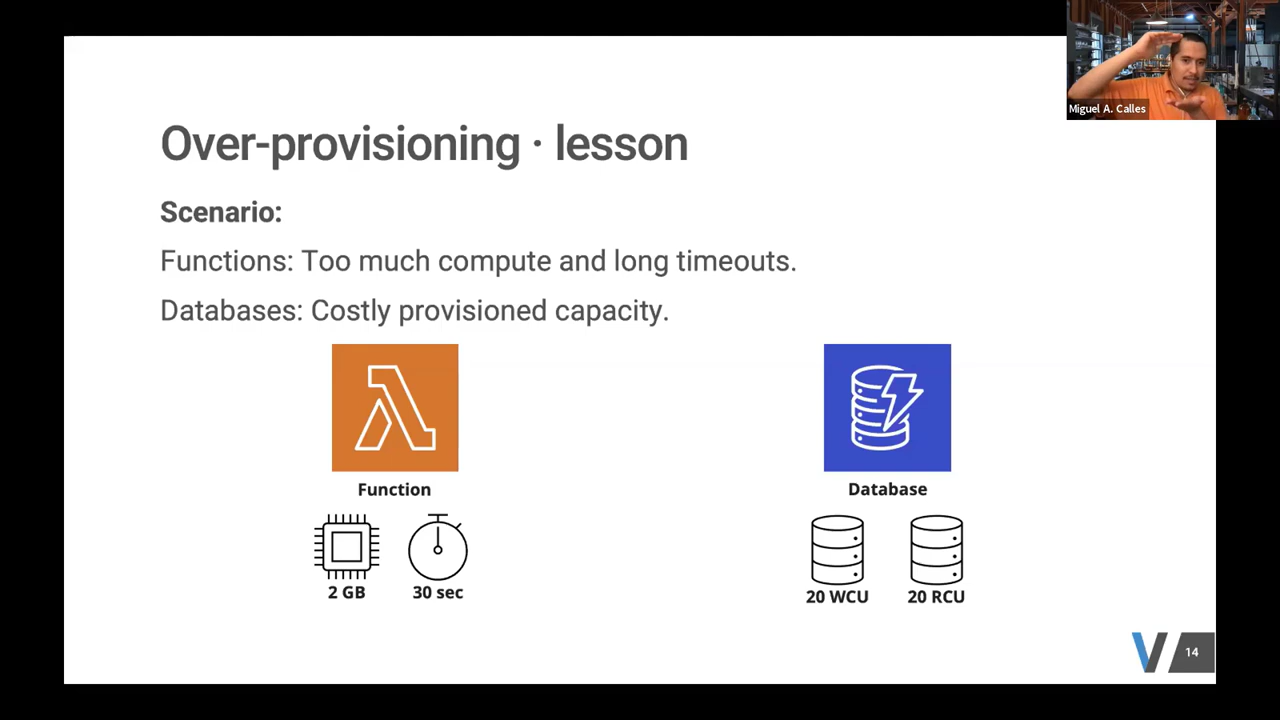 Miguel A. Calles
Over-provisioning · lesson
Scenario:
Functions: Too much compute and long timeouts.
Databases: Costly provisioned capacity.
Function
Database
2 GB
30 sec
20 WCU
20 RCU
V/
14